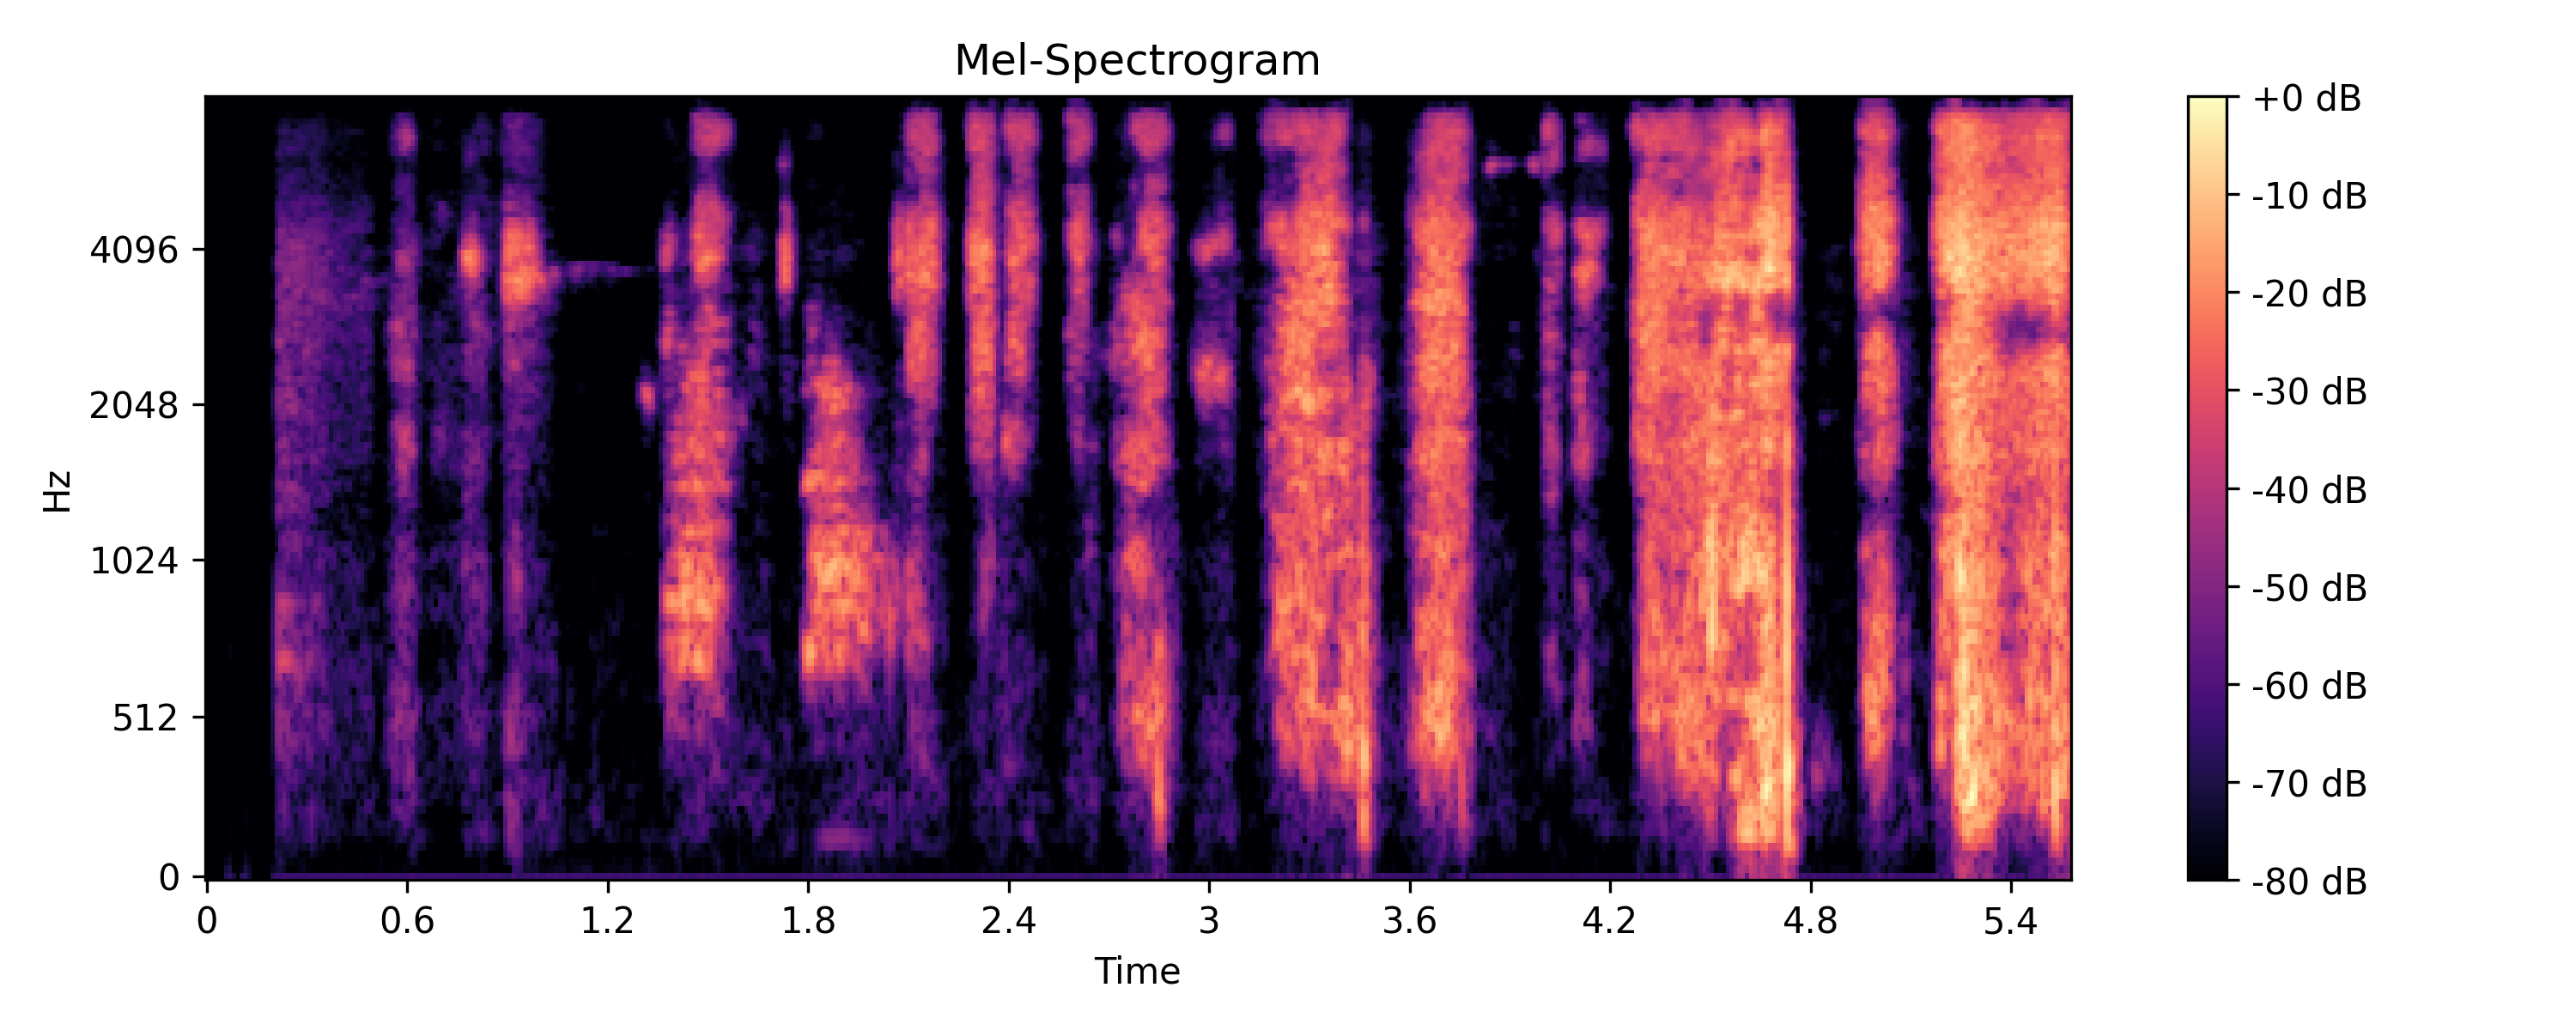 Mel-Spectrogram
+0 dB
-10 dB
-20 dB
-30 dB
-40 dB
-50 dB
-60 dB
-70 dB
-80 dB
Hz
4096
2048
1024
512
0
0 0.6 1.2 1.8 2.4 3 3.6 4.2 4.8 5.4
Time